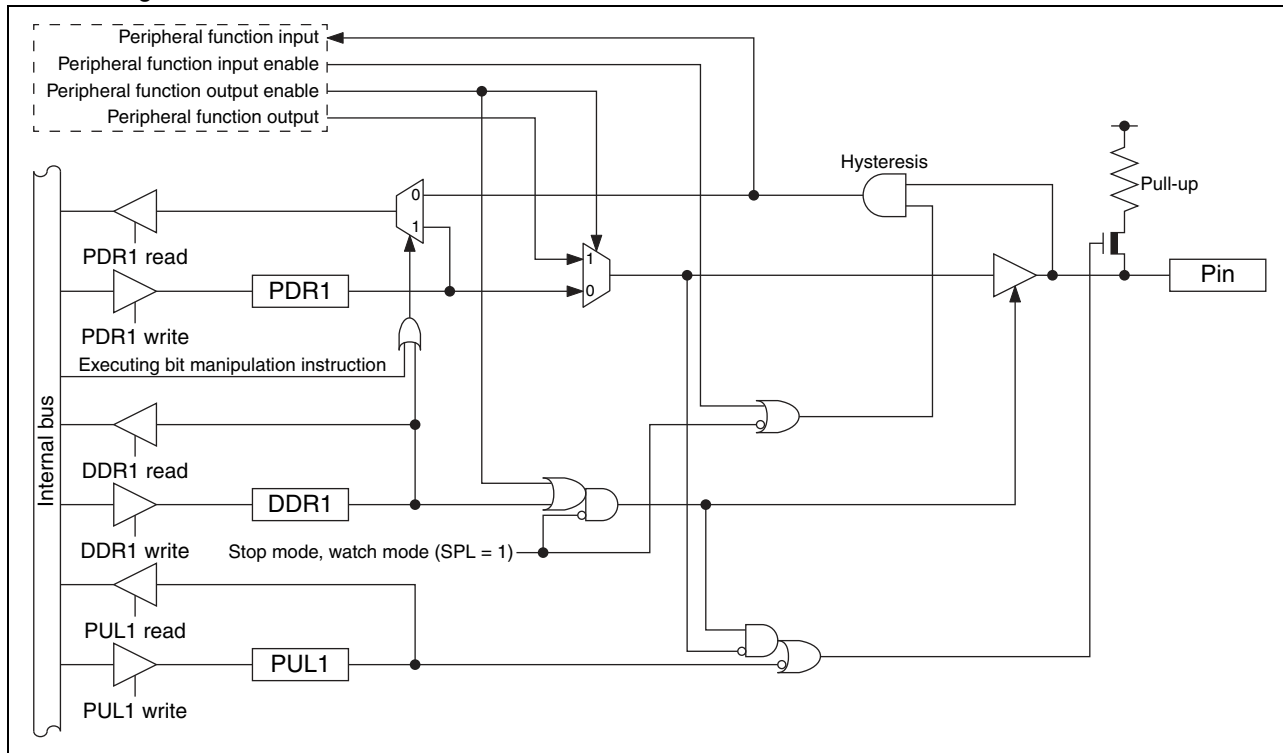 Peripheral function input
Peripheral function input enable
Peripheral function output enable
Peripheral function output
Hysteresis
Pull-up
0
1
PDR1 read
1
Pin
PDR1
0
PDR1 write
Executing bit manipulation instruction
Internal bus
DDR1 read
DDR1
DDR1 write
Stop mode, watch mode (SPL = 1)
PUL1 read
PUL1
PUL1 write